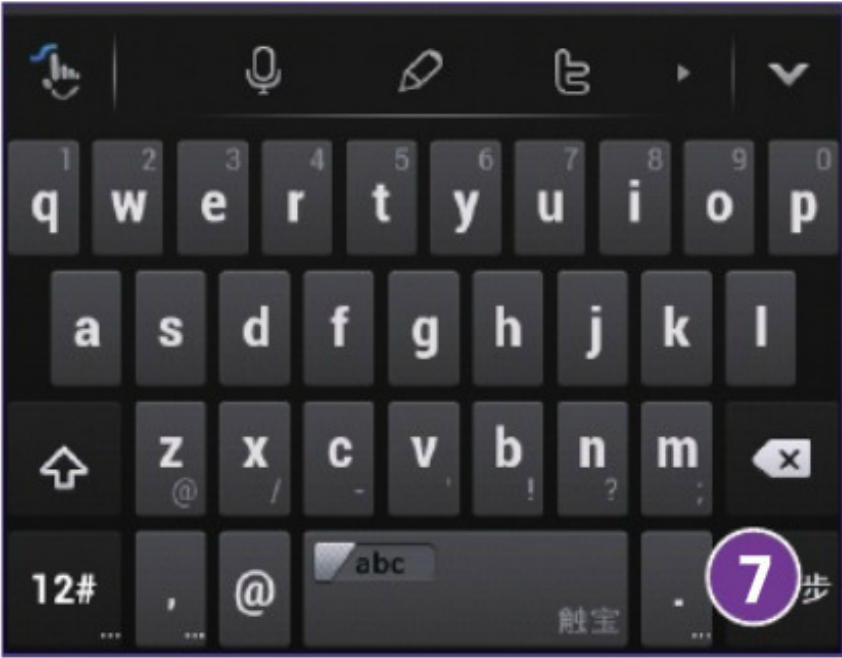 1 2 3 4 5 6 7 8 9 0
q w e r t y u i o p
a s d f g h j k l
z x c v b n m
@ / - ' ! ? ;
12# , @ abc . 7 步
... ... 触宝 ...